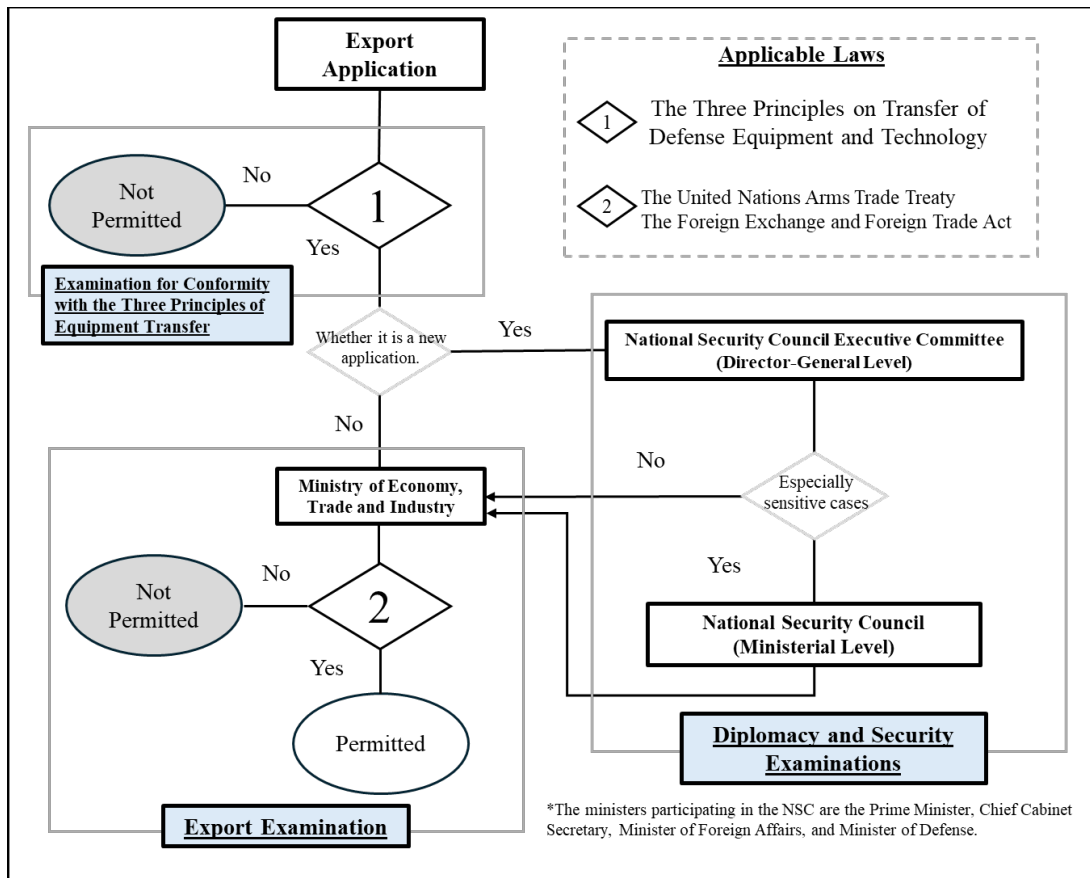 Export
Application
Applicable Laws
1
The Three Principles on Transfer of
Defense Equipment and Technology
2
The United Nations Arms Trade Treaty
The Foreign Exchange and Foreign Trade Act
Not
Permitted
No
1
Yes
Examination for Conformity
with the Three Principles of
Equipment Transfer
Whether it is a new
application.
Yes
National Security Council Executive Committee
(Director-General Level)
No
Ministry of Economy,
Trade and Industry
No
Especially
sensitive cases
Yes
Not
Permitted
No
2
Yes
National Security Council
(Ministerial Level)
Permitted
Diplomacy and Security
Examinations
Export Examination
*The ministers participating in the NSC are the Prime Minister, Chief Cabinet
Secretary, Minister of Foreign Affairs, and Minister of Defense.